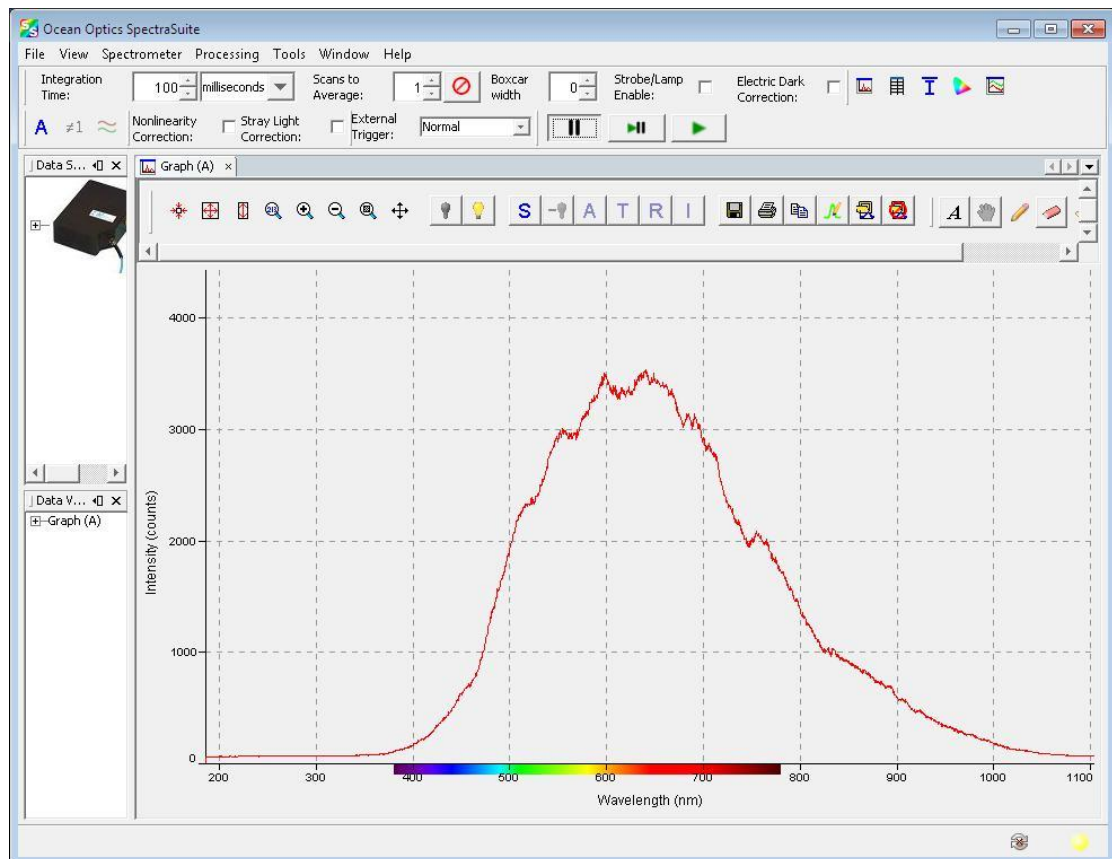 Ocean Optics SpectraSuite
File View Spectrometer Processing Tools Window Help
Integration Time: 100 milliseconds Scans to Average: 1 Boxcar width 0 Strobe/Lamp Enable: Electric Dark Correction:
A ≠1 ≈ Nonlinearity Correction: Stray Light Correction: External Trigger: Normal
Data S...
Graph (A)
S A T R I A
Data V...
Graph (A)
Intensity (counts)
4000
3000
2000
1000
0
200 300 400 500 600 700 800 900 1000 1100
Wavelength (nm)